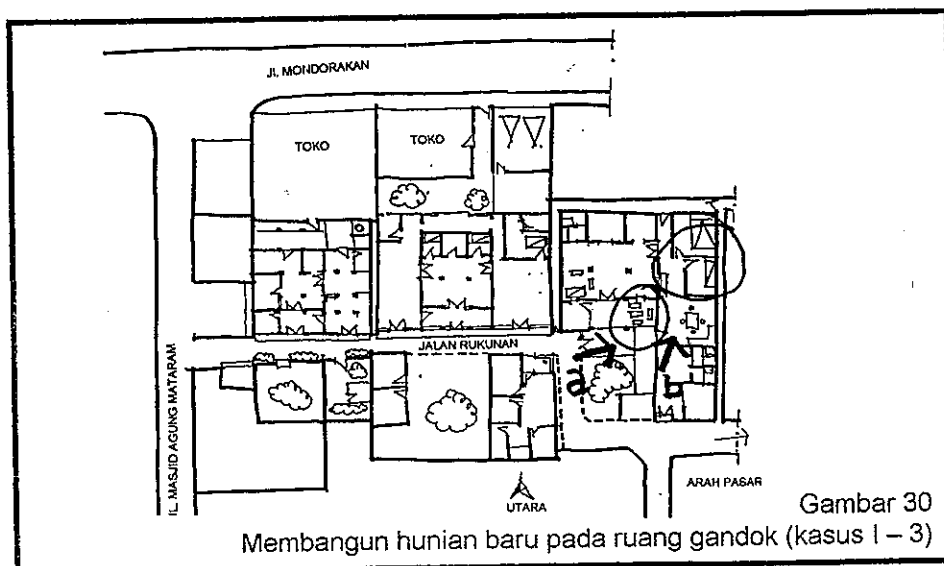 Jl. MONDORAKAN
TOKO
TOKO
JALAN RUKUNAN
JL. MASJID AGUNG MATARAM
a
UTARA
ARAH PASAR
Gambar 30
Membangun hunian baru pada ruang gandok (kasus I – 3)